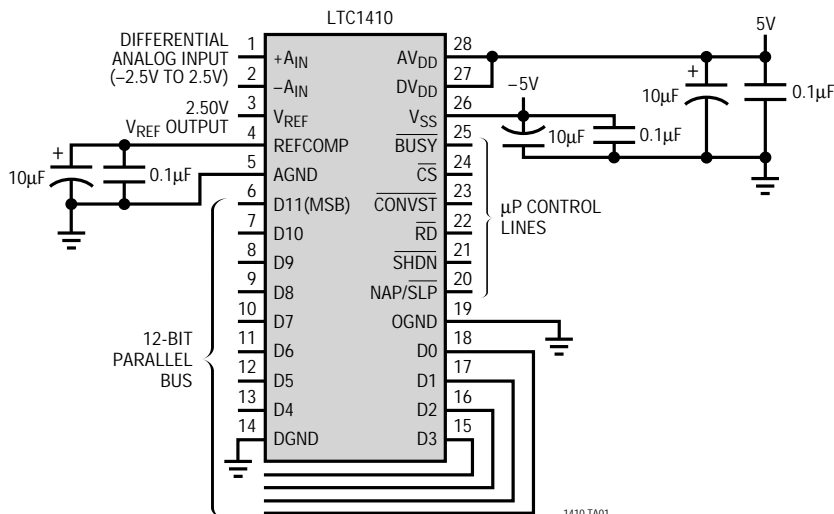 LTC1410
DIFFERENTIAL
ANALOG INPUT
(–2.5V TO 2.5V)
2.50V
VREF OUTPUT
10µF
+
0.1µF
12-BIT
PARALLEL
BUS
1 +AIN
2 –AIN
3 VREF
4 REFCOMP
5 AGND
6 D11(MSB)
7 D10
8 D9
9 D8
10 D7
11 D6
12 D5
13 D4
14 DGND
AVDD 28
DVDD 27
VSS 26
BUSY 25
CS 24
CONVST 23
RD 22
SHDN 21
NAP/SLP 20
OGND 19
D0 18
D1 17
D2 16
D3 15
5V
–5V
+
10µF
0.1µF
10µF
0.1µF
µP CONTROL
LINES
1410 TA01